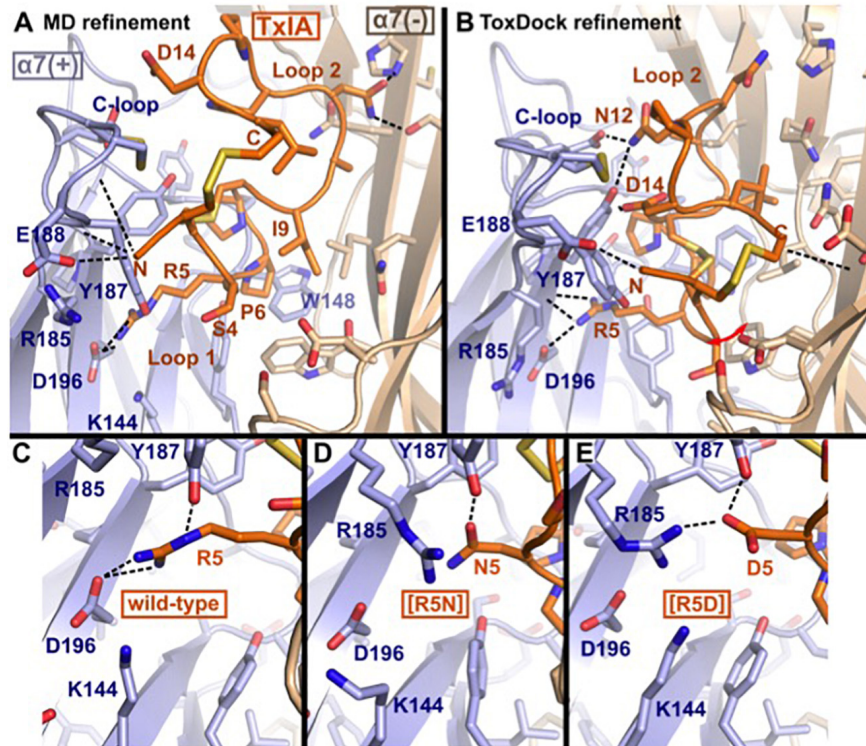 A MD refinement
TxIA
α7(-)
α7(+)
D14
Loop 2
C-loop
C
E188
N
I9
R5
Y187
W148
R185
S4
P6
Loop 1
D196
K144
B ToxDock refinement
Loop 2
C-loop
N12
D14
E188
C
N
Y187
R5
R185
D196
C
Y187
R185
R5
wild-type
D196
K144
D
Y187
R185
N5
[R5N]
D196
K144
E
Y187
R185
D5
[R5D]
D196
K144